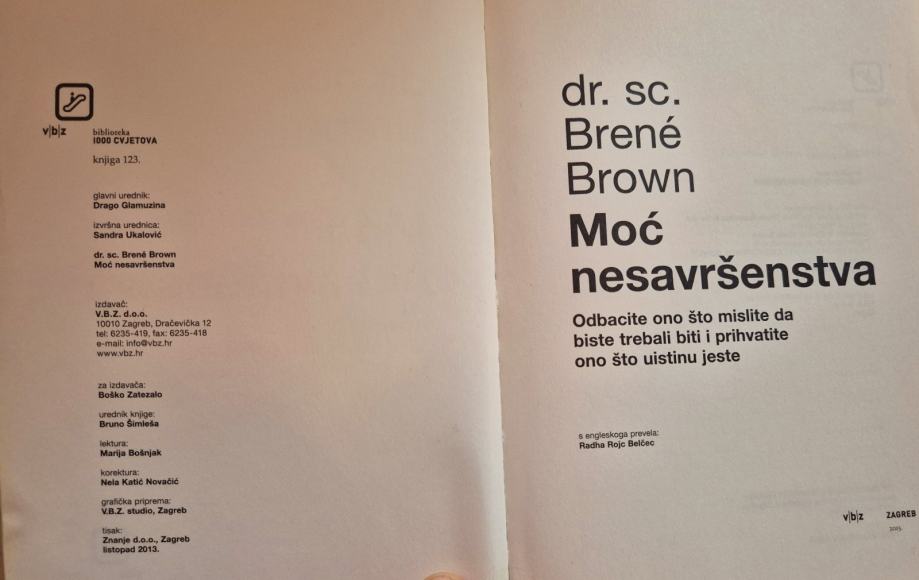 v|b|z
biblioteka
1000 CVJETOVA
knjiga 123.
glavni urednik:
Drago Glamuzina
izvršna urednica:
Sandra Ukalović
dr. sc. Brené Brown
Moć nesavršenstva
izdavač:
V.B.Z. d.o.o.
10010 Zagreb, Dračevička 12
tel: 6235-419, fax: 6235-418
e-mail: info@vbz.hr
www.vbz.hr
za izdavača:
Boško Zatezalo
urednik knjige:
Bruno Šimleša
lektura:
Marija Bošnjak
korektura:
Nela Katić Novačić
grafička priprema:
V.B.Z. studio, Zagreb
tisak:
Znanje d.o.o., Zagreb
listopad 2013.
dr. sc.
Brené
Brown
Moć
nesavršenstva
Odbacite ono što mislite da
biste trebali biti i prihvatite
ono što uistinu jeste
s engleskoga prevela:
Radha Rojc Belčec
v|b|z ZAGREB
2013.